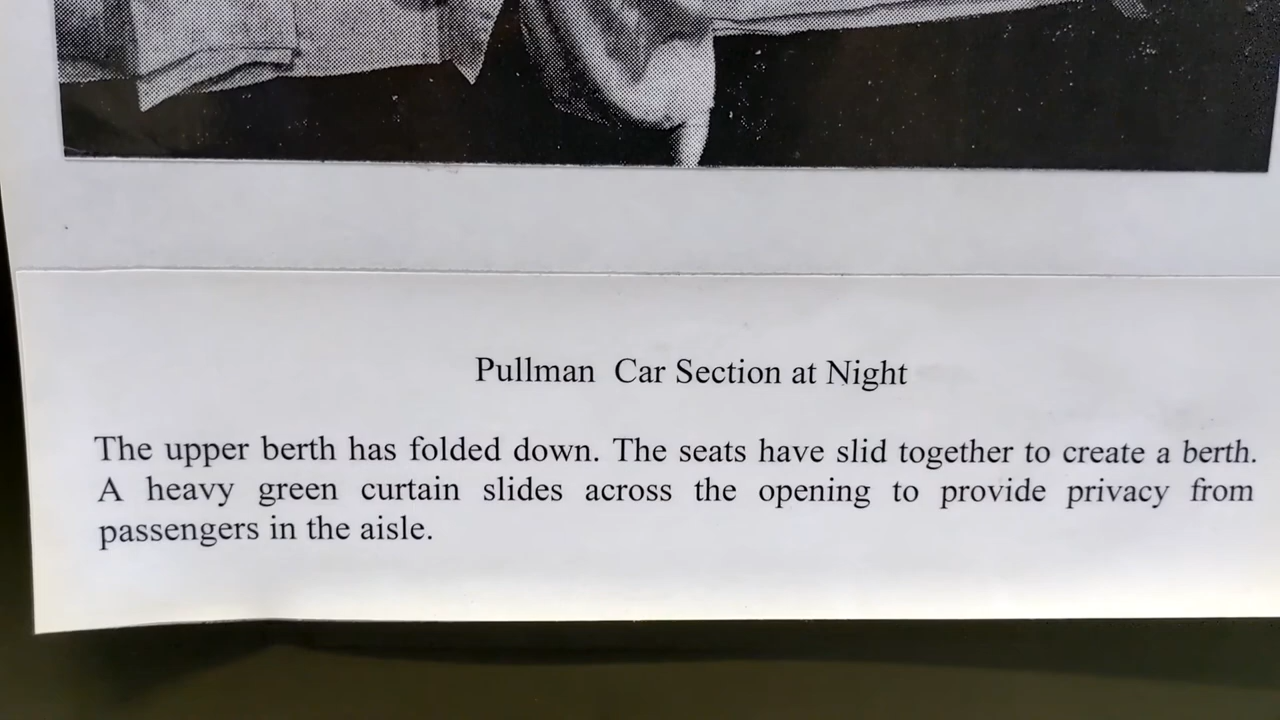 Pullman Car Section at Night
The upper berth has folded down. The seats have slid together to create a berth.
A heavy green curtain slides across the opening to provide privacy from
passengers in the aisle.